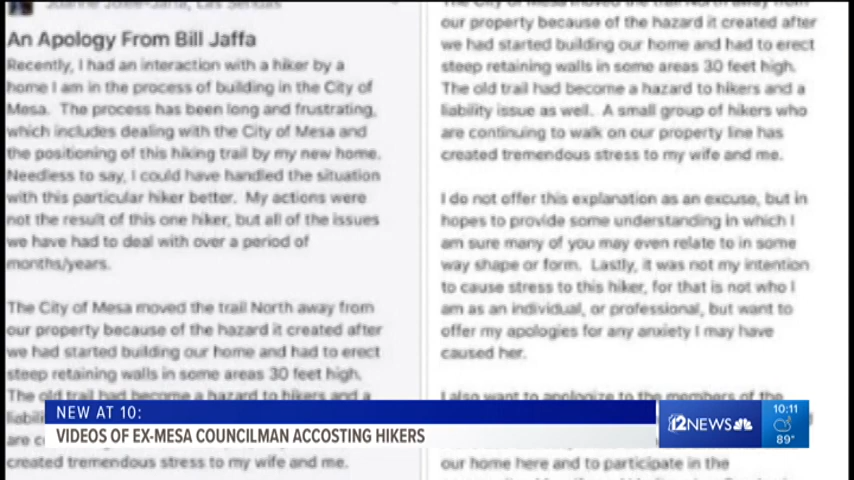 An Apology From Bill Jaffa
Recently, I had an interaction with a hiker by a
home I am in the process of building in the City of
Mesa. The process has been long and frustrating,
which includes dealing with the City of Mesa and
the positioning of this hiking trail by my new home.
Needless to say, I could have handled the situation
with this particular hiker better. My actions were
not the result of this one hiker, but all of the issues
we have had to deal with over a period of
months/years.
The City of Mesa moved the trail North away from
our property because of the hazard it created after
we had started building our home and had to erect
steep retaining walls in some areas 30 feet high.
The old trail had become a hazard to hikers and a
created tremendous stress to my wife and me.
The City of Mesa moved the trail North away from
our property because of the hazard it created after
we had started building our home and had to erect
steep retaining walls in some areas 30 feet high.
The old trail had become a hazard to hikers and a
liability issue as well. A small group of hikers who
are continuing to walk on our property line has
created tremendous stress to my wife and me.
I do not offer this explanation as an excuse, but in
hopes to provide some understanding in which I
am sure many of you may even relate to in some
way shape or form. Lastly, it was not my intention
to cause stress to this hiker, for that is not who I
am as an individual, or professional, but want to
offer my apologies for any anxiety I may have
caused her.
I also want to apologize to the members of the
our home here and to participate in the
NEW AT 10:
VIDEOS OF EX-MESA COUNCILMAN ACCOSTING HIKERS
12NEWS
10:11
89°